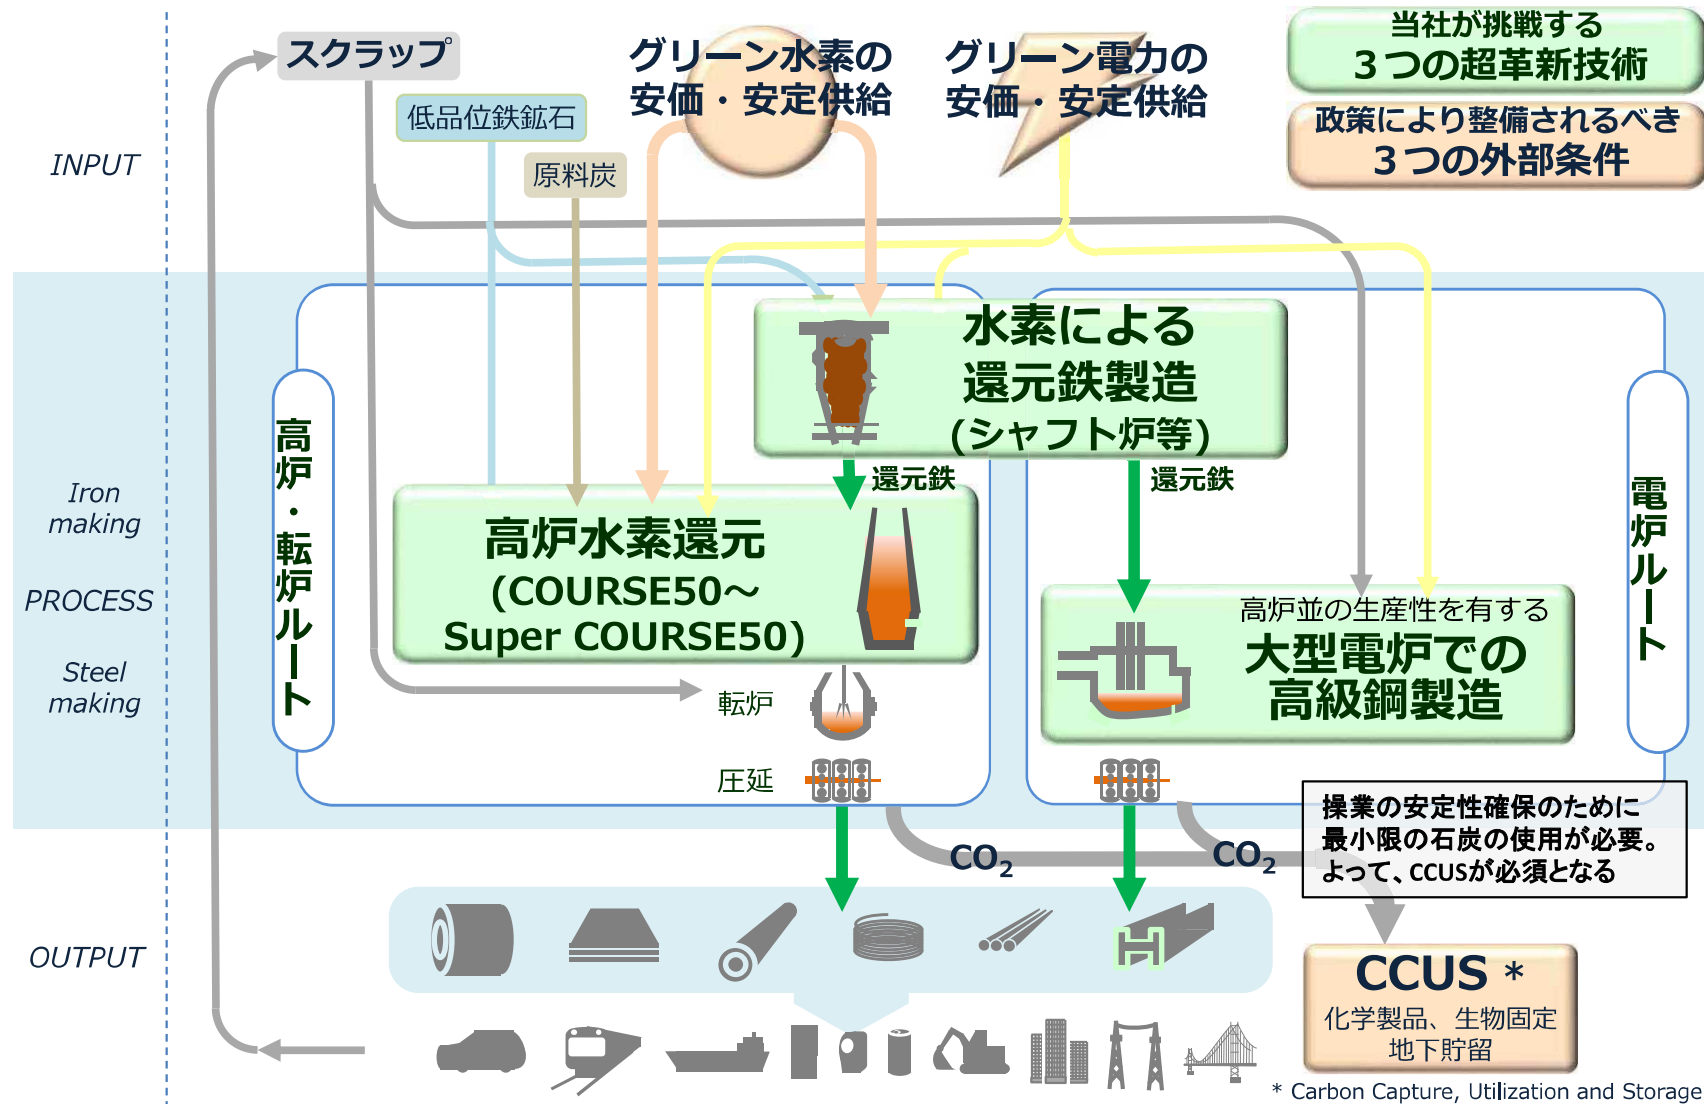 スクラップ
グリーン水素の
安価・安定供給
グリーン電力の
安価・安定供給
当社が挑戦する
３つの超革新技術
政策により整備されるべき
３つの外部条件
低品位鉄鉱石
原料炭
INPUT
水素による
還元鉄製造
(シャフト炉等)
還元鉄
還元鉄
高炉・転炉ルート
電炉ルート
Iron
making
PROCESS
Steel
making
高炉水素還元
(COURSE50～
Super COURSE50)
高炉並の生産性を有する
大型電炉での
高級鋼製造
転炉
圧延
CO₂
CO₂
操業の安定性確保のために
最小限の石炭の使用が必要。
よって、CCUSが必須となる
OUTPUT
CCUS *
化学製品、生物固定
地下貯留
* Carbon Capture, Utilization and Storage